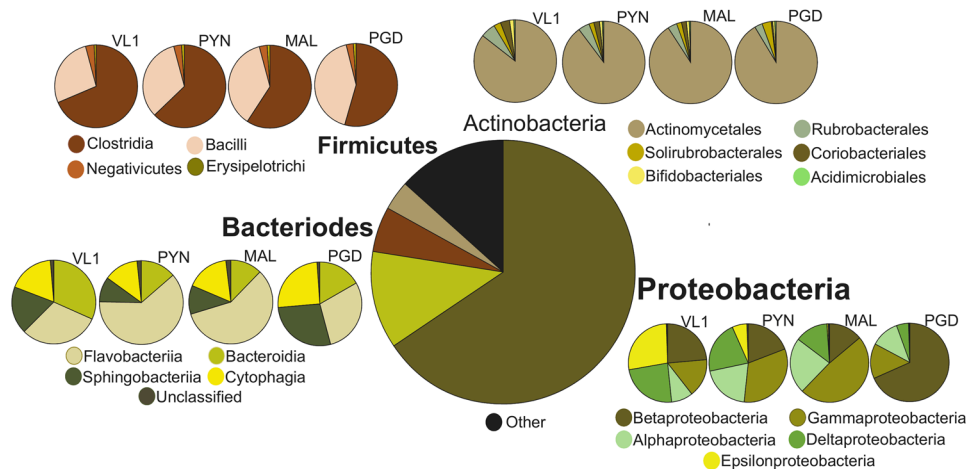 VL1 PYN MAL PGD
Clostridia Bacilli
Negativicutes Erysipelotrichi
Firmicutes
VL1 PYN MAL PGD
Actinobacteria
Actinomycetales Rubrobacterales
Solirubrobacterales Coriobacteriales
Bifidobacteriales Acidimicrobiales
Bacteriodes
VL1 PYN MAL PGD
Flavobacteriia Bacteroidia
Sphingobacteriia Cytophagia
Unclassified
Proteobacteria
VL1 PYN MAL PGD
Betaproteobacteria Gammaproteobacteria
Alphaproteobacteria Deltaproteobacteria
Epsilonproteobacteria
Other